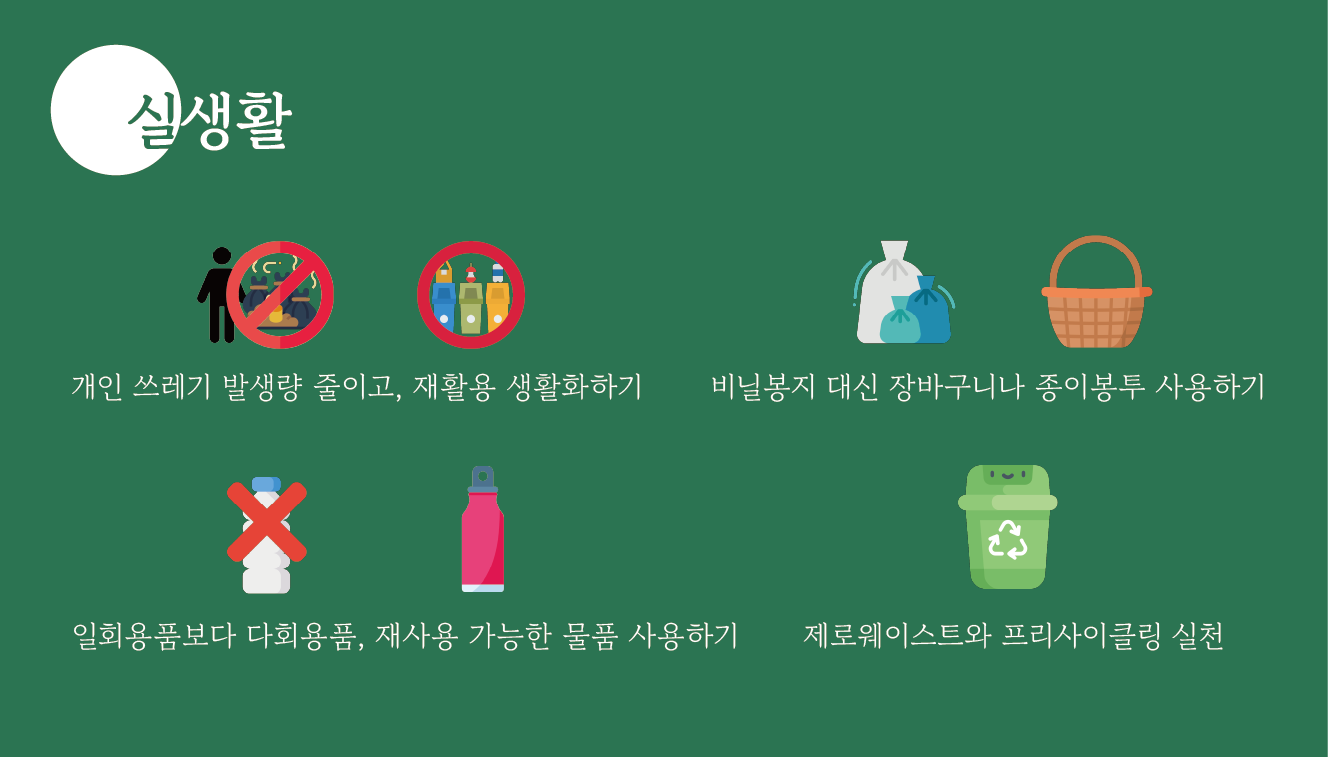 실생활
개인 쓰레기 발생량 줄이고, 재활용 생활화하기
비닐봉지 대신 장바구니나 종이봉투 사용하기
일회용품보다 다회용품, 재사용 가능한 물품 사용하기
제로웨이스트와 프리사이클링 실천